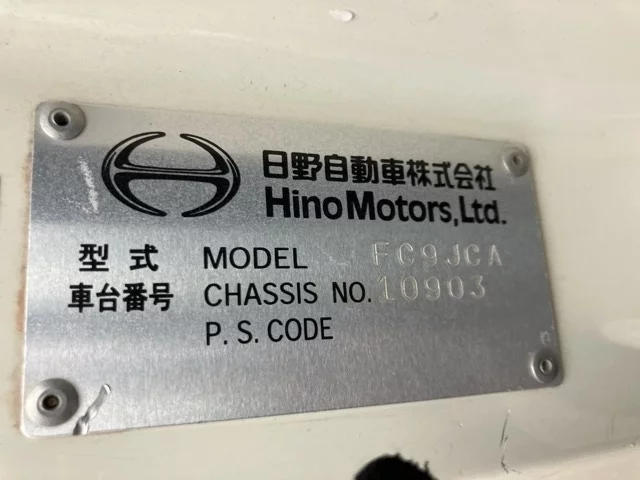 日野自動車株式会社
Hino Motors, Ltd.
型式 MODEL FC9JCA
車台番号 CHASSIS NO. 10903
P. S. CODE